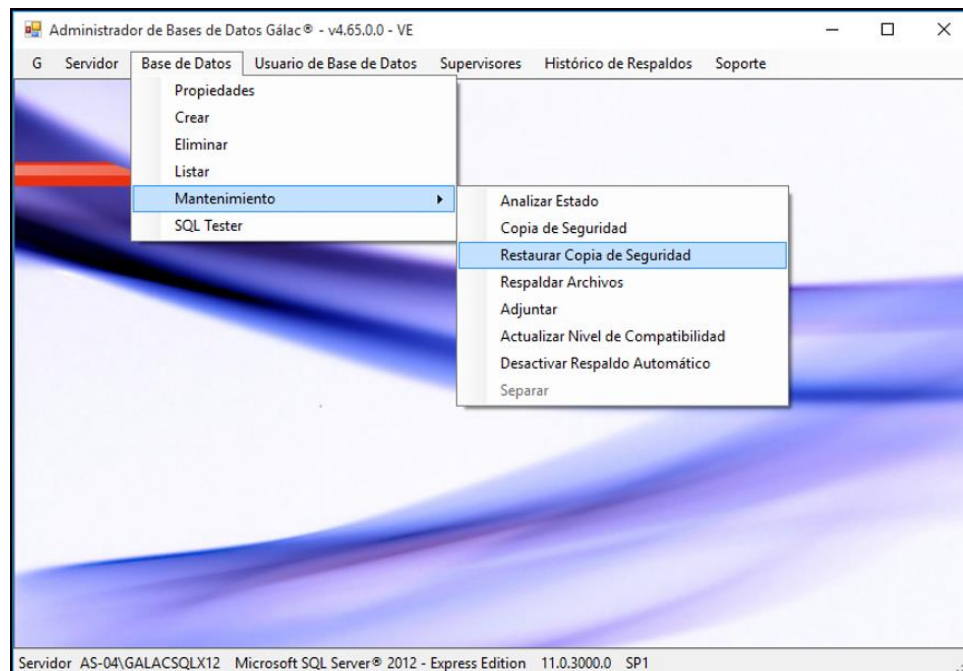 Administrador de Bases de Datos Gálac® - v4.65.0.0 - VE
G Servidor Base de Datos Usuario de Base de Datos Supervisores Histórico de Respaldos Soporte
Propiedades
Crear
Eliminar
Listar
Mantenimiento
SQL Tester
Analizar Estado
Copia de Seguridad
Restaurar Copia de Seguridad
Respaldar Archivos
Adjuntar
Actualizar Nivel de Compatibilidad
Desactivar Respaldo Automático
Separar
Servidor AS-04\GALACSQLX12 Microsoft SQL Server® 2012 - Express Edition 11.0.3000.0 SP1